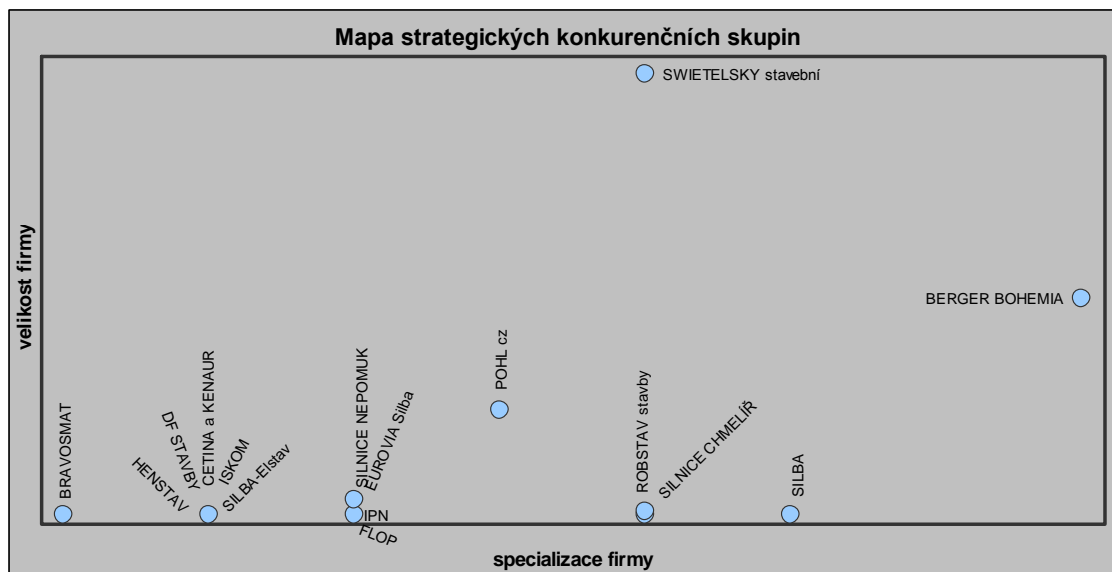 Mapa strategických konkurenčních skupin
SWIETELSKY stavební
velikost firmy
BERGER BOHEMIA
BRAVOSMAT
HENSTAV
DF STAVBY
CETINA a KENAUR
ISKOM
SILBA-Elstav
SILNICE NEPOMUK
EUROVIA Silba
IPN
FLOP
POHL cz
ROBSTAV stavby
SILNICE CHMELÍŘ
SILBA
specializace firmy